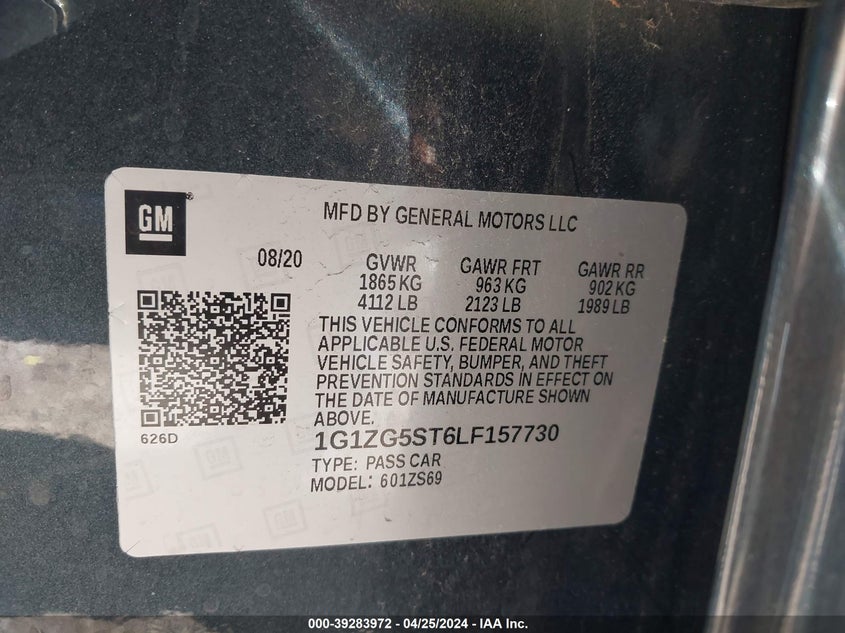 GM
MFD BY GENERAL MOTORS LLC
08/20
GVWR GAWR FRT GAWR RR
1865 KG 963 KG 902 KG
4112 LB 2123 LB 1989 LB
THIS VEHICLE CONFORMS TO ALL
APPLICABLE U.S. FEDERAL MOTOR
VEHICLE SAFETY, BUMPER, AND THEFT
PREVENTION STANDARDS IN EFFECT ON
THE DATE OF MANUFACTURE SHOWN
ABOVE.
626D
1G1ZG5ST6LF157730
TYPE: PASS CAR
MODEL: 601ZS69
000-39283972 - 04/25/2024 - IAA Inc.